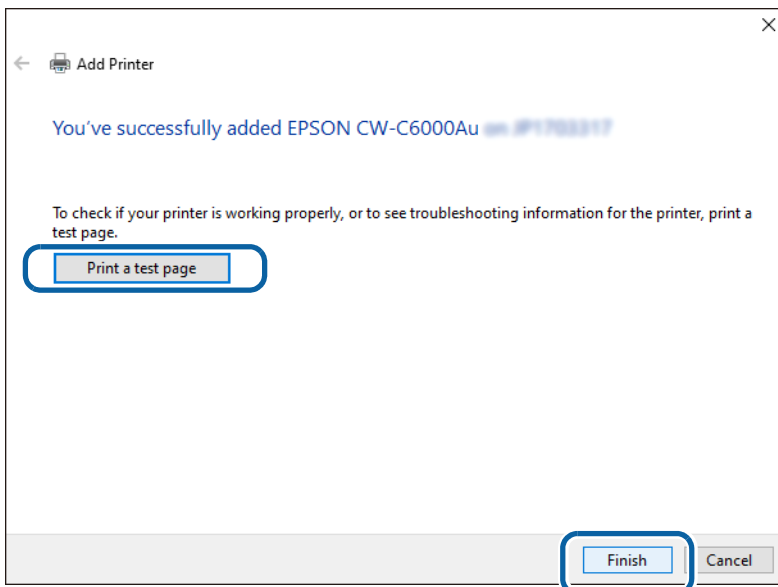 Add Printer
You've successfully added EPSON CW-C6000Au
To check if your printer is working properly, or to see troubleshooting information for the printer, print a
test page.
Print a test page
Finish
Cancel